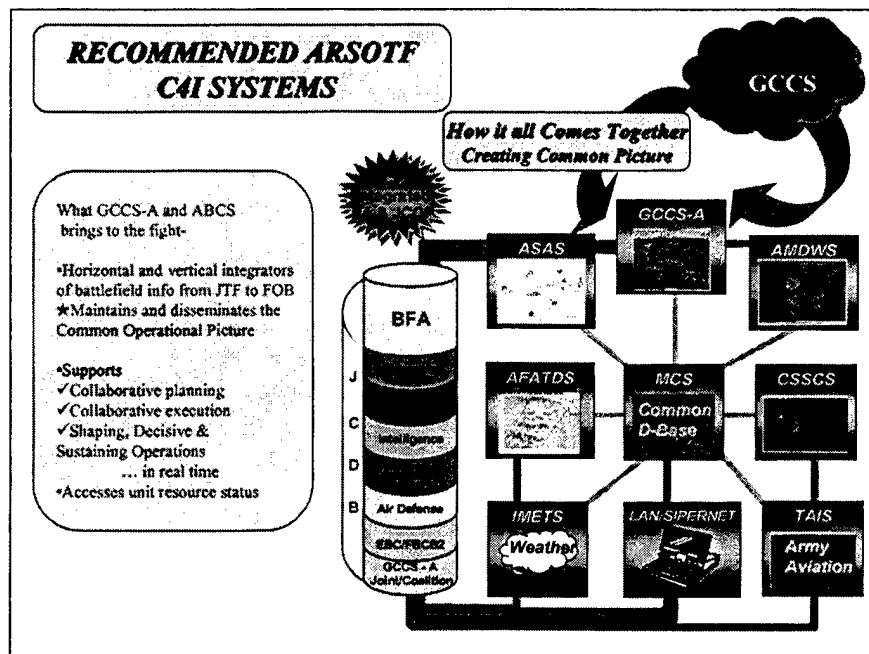 RECOMMENDED ARSOTF
C4I SYSTEMS
GCCS
How it all Comes Together
Creating Common Picture
What GCCS-A and ABCS
brings to the fight-
•Horizontal and vertical integrators
of battlefield info from JTF to FOB
★Maintains and disseminates the
Common Operational Picture
•Supports
✓Collaborative planning
✓Collaborative execution
✓Shaping, Decisive &
Sustaining Operations
... in real time
•Accesses unit resource status
BFA
J
C
Intelligence
D
B
Air Defense
EBC/FBCB2
GCCS - A
Joint/Coalition
ASAS
GCCS-A
AMDWS
AFATDS
MCS
Common
D-Base
CSSCS
IMETS
Weather
LAN/SIPERNET
TAIS
Army
Aviation